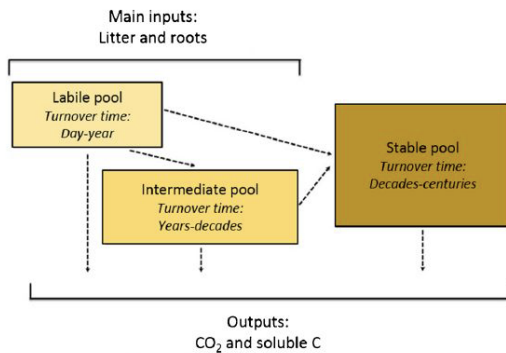 Main inputs:
Litter and roots
Labile pool
Turnover time:
Day-year
Intermediate pool
Turnover time:
Years-decades
Stable pool
Turnover time:
Decades-centuries
Outputs:
CO₂ and soluble C